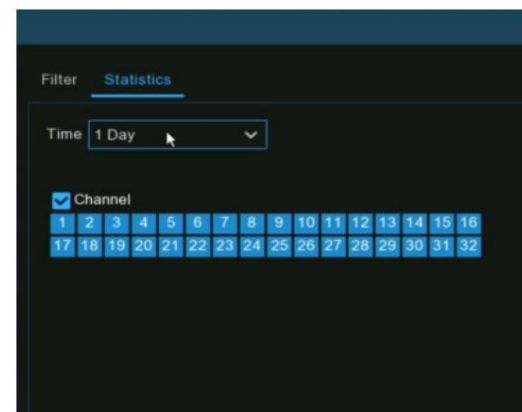 Filter Statistics
Time 1 Day
Channel
1 2 3 4 5 6 7 8 9 10 11 12 13 14 15 16
17 18 19 20 21 22 23 24 25 26 27 28 29 30 31 32